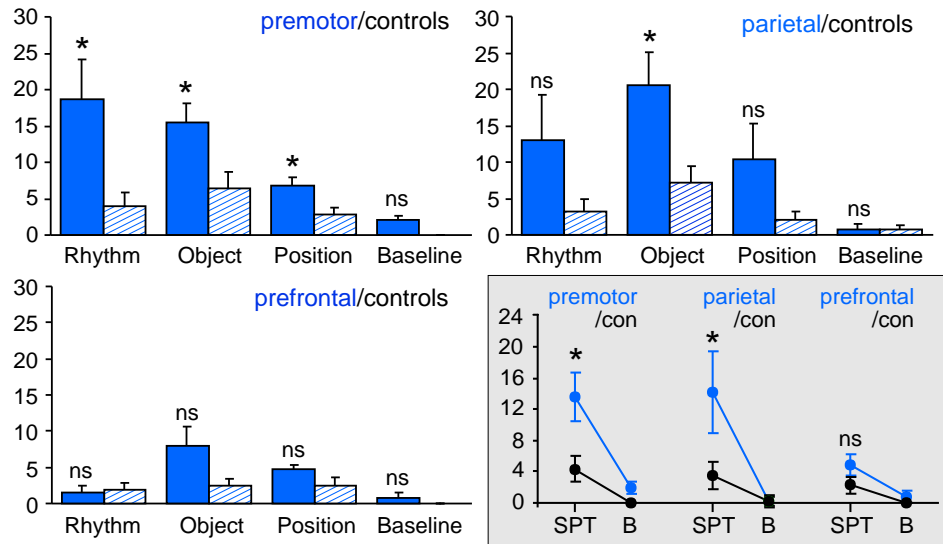 premotor/controls
30
25
20
15
10
5
0
* * * ns
Rhythm Object Position Baseline
parietal/controls
30
25
20
15
10
5
0
ns * ns ns
Rhythm Object Position Baseline
prefrontal/controls
30
25
20
15
10
5
0
ns ns ns ns
Rhythm Object Position Baseline
premotor parietal prefrontal
/con /con /con
24
20
16
12
8
4
0
* * ns
SPT B SPT B SPT B